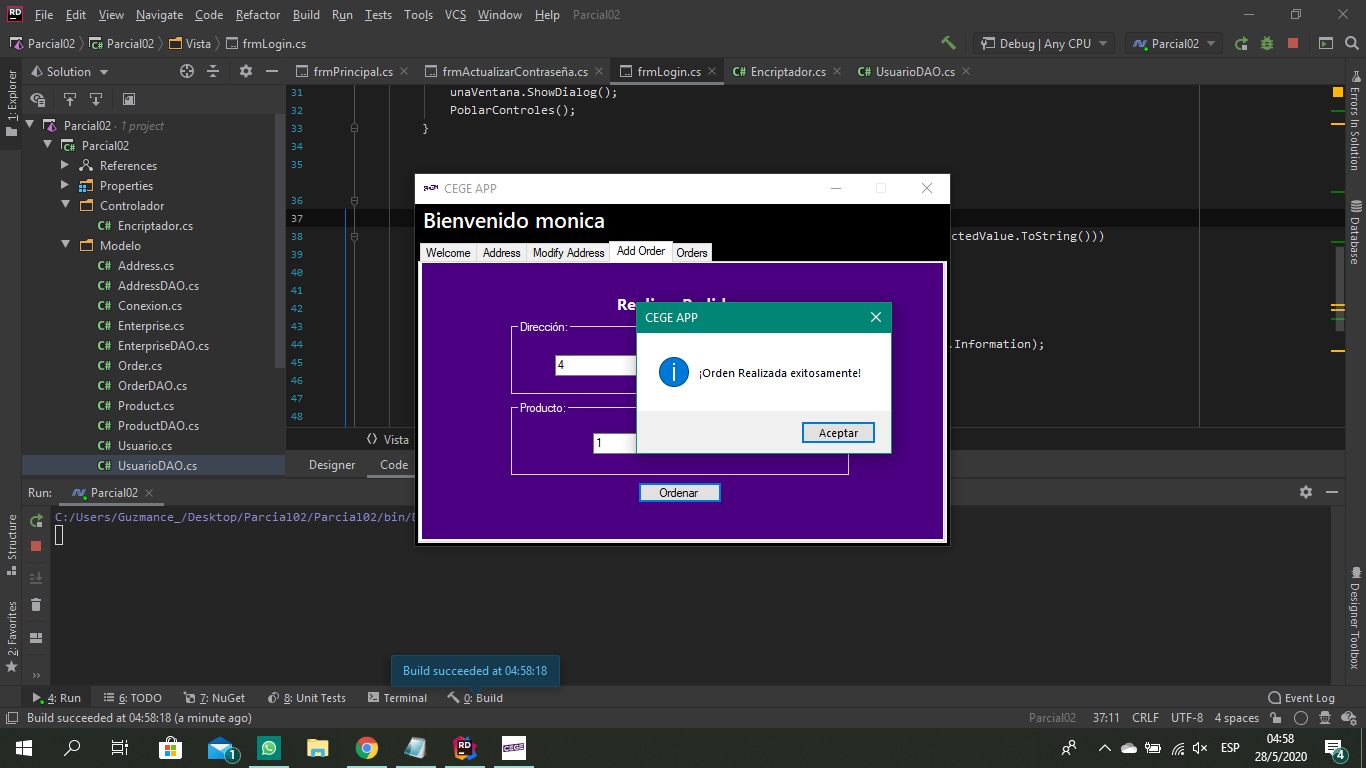 RD File Edit View Navigate Code Refactor Build Run Tests Tools VCS Window Help Parcial02
Parcial02 Parcial02 Vista frmLogin.cs Debug | Any CPU Parcial02
1: Explorer
Solution
frmPrincipal.cs frmActualizarContraseña.cs frmLogin.cs C# Encriptador.cs C# UsuarioDAO.cs
Parcial02 · 1 project
C# Parcial02
References
Properties
Controlador
C# Encriptador.cs
Modelo
C# Address.cs
C# AddressDAO.cs
C# Conexion.cs
C# Enterprise.cs
C# EnterpriseDAO.cs
C# Order.cs
C# OrderDAO.cs
C# Product.cs
C# ProductDAO.cs
C# Usuario.cs
C# UsuarioDAO.cs
31 unaVentana.ShowDialog();
32 PoblarControles();
33 }
34
35
36
37
38 ctedValue.ToString()))
39
40
41
42
43
44 .Information);
45
46
47
48
Vista
Designer Code
CEGE APP
Bienvenido monica
Welcome Address Modify Address Add Order Orders
Dirección:
4
Producto:
1
Ordenar
CEGE APP
i
¡Orden Realizada exitosamente!
Aceptar
Errors In Solution
Database
Designer Toolbox
Run: Parcial02
C:/Users/Guzmance_/Desktop/Parcial02/Parcial02/bin/
Structure
2: Favorites
Build succeeded at 04:58:18
4: Run 6: TODO 7: NuGet 8: Unit Tests Terminal 0: Build Event Log
Build succeeded at 04:58:18 (a minute ago) Parcial02 37:11 CRLF UTF-8 4 spaces
1
RD
CEGE
ESP
04:58
28/5/2020
4